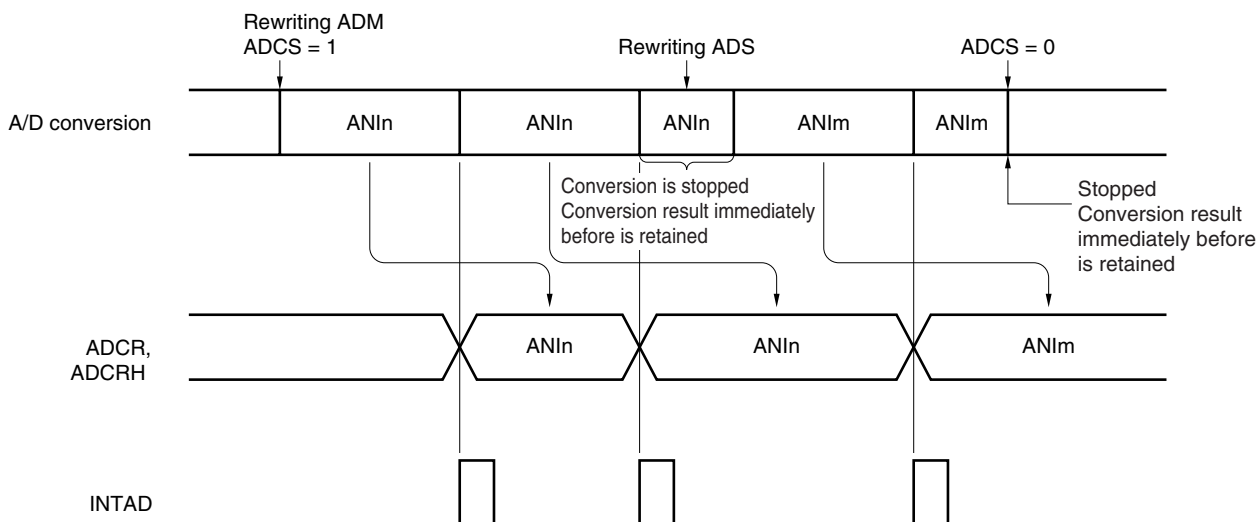 Rewriting ADM
ADCS = 1
Rewriting ADS
ADCS = 0
A/D conversion
ANIn
ANIn
ANIn
ANIm
ANIm
Conversion is stopped
Conversion result immediately
before is retained
Stopped
Conversion result
immediately before
is retained
ADCR,
ADCRH
ANIn
ANIn
ANIm
INTAD